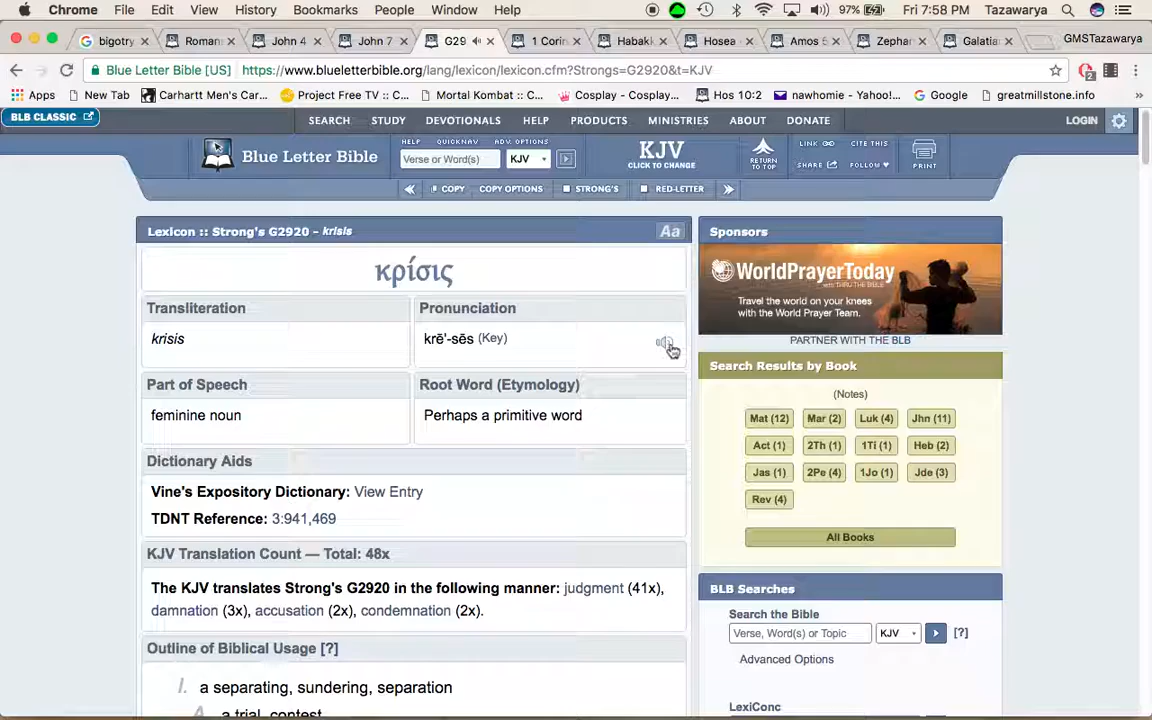 Chrome File Edit View History Bookmarks People Window Help 97% Fri 7:58 PM Tazawarya
bigotry Roman John 4 John 7 G29 1 Corin Habakk Hosea Amos 5 Zephan Galatia GMSTazawarya
Blue Letter Bible [US] https://www.blueletterbible.org/lang/lexicon/lexicon.cfm?Strongs=G2920&t=KJV 2
Apps New Tab Carhartt Men's Car... Project Free TV :: C... Mortal Kombat :: C... Cosplay - Cosplay... Hos 10:2 nawhomie - Yahoo!... Google greatmillstone.info »
BLB CLASSIC SEARCH STUDY DEVOTIONALS HELP PRODUCTS MINISTRIES ABOUT DONATE LOGIN
HELP QUICKNAV ADV. OPTIONS
Blue Letter Bible Verse or Word(s) KJV KJV
CLICK TO CHANGE
RETURN TO TOP
LINK CITE THIS
SHARE FOLLOW
PRINT
COPY COPY OPTIONS STRONG'S RED-LETTER
Lexicon :: Strong's G2920 - krisis Aa
κρίσις
Transliteration Pronunciation
krisis krē'-sēs (Key)
Part of Speech Root Word (Etymology)
feminine noun Perhaps a primitive word
Dictionary Aids
Vine's Expository Dictionary: View Entry
TDNT Reference: 3:941,469
KJV Translation Count — Total: 48x
The KJV translates Strong's G2920 in the following manner: judgment (41x),
damnation (3x), accusation (2x), condemnation (2x).
Outline of Biblical Usage [?]
I. a separating, sundering, separation
A. a trial, contest
Sponsors
WorldPrayerToday
with THRU the BIBLE
Travel the world on your knees
with the World Prayer Team.
PARTNER WITH THE BLB
Search Results by Book
(Notes)
Mat (12) Mar (2) Luk (4) Jhn (11)
Act (1) 2Th (1) 1Ti (1) Heb (2)
Jas (1) 2Pe (4) 1Jo (1) Jde (3)
Rev (4)
All Books
BLB Searches
Search the Bible
Verse, Word(s) or Topic KJV [?]
Advanced Options
LexiConc